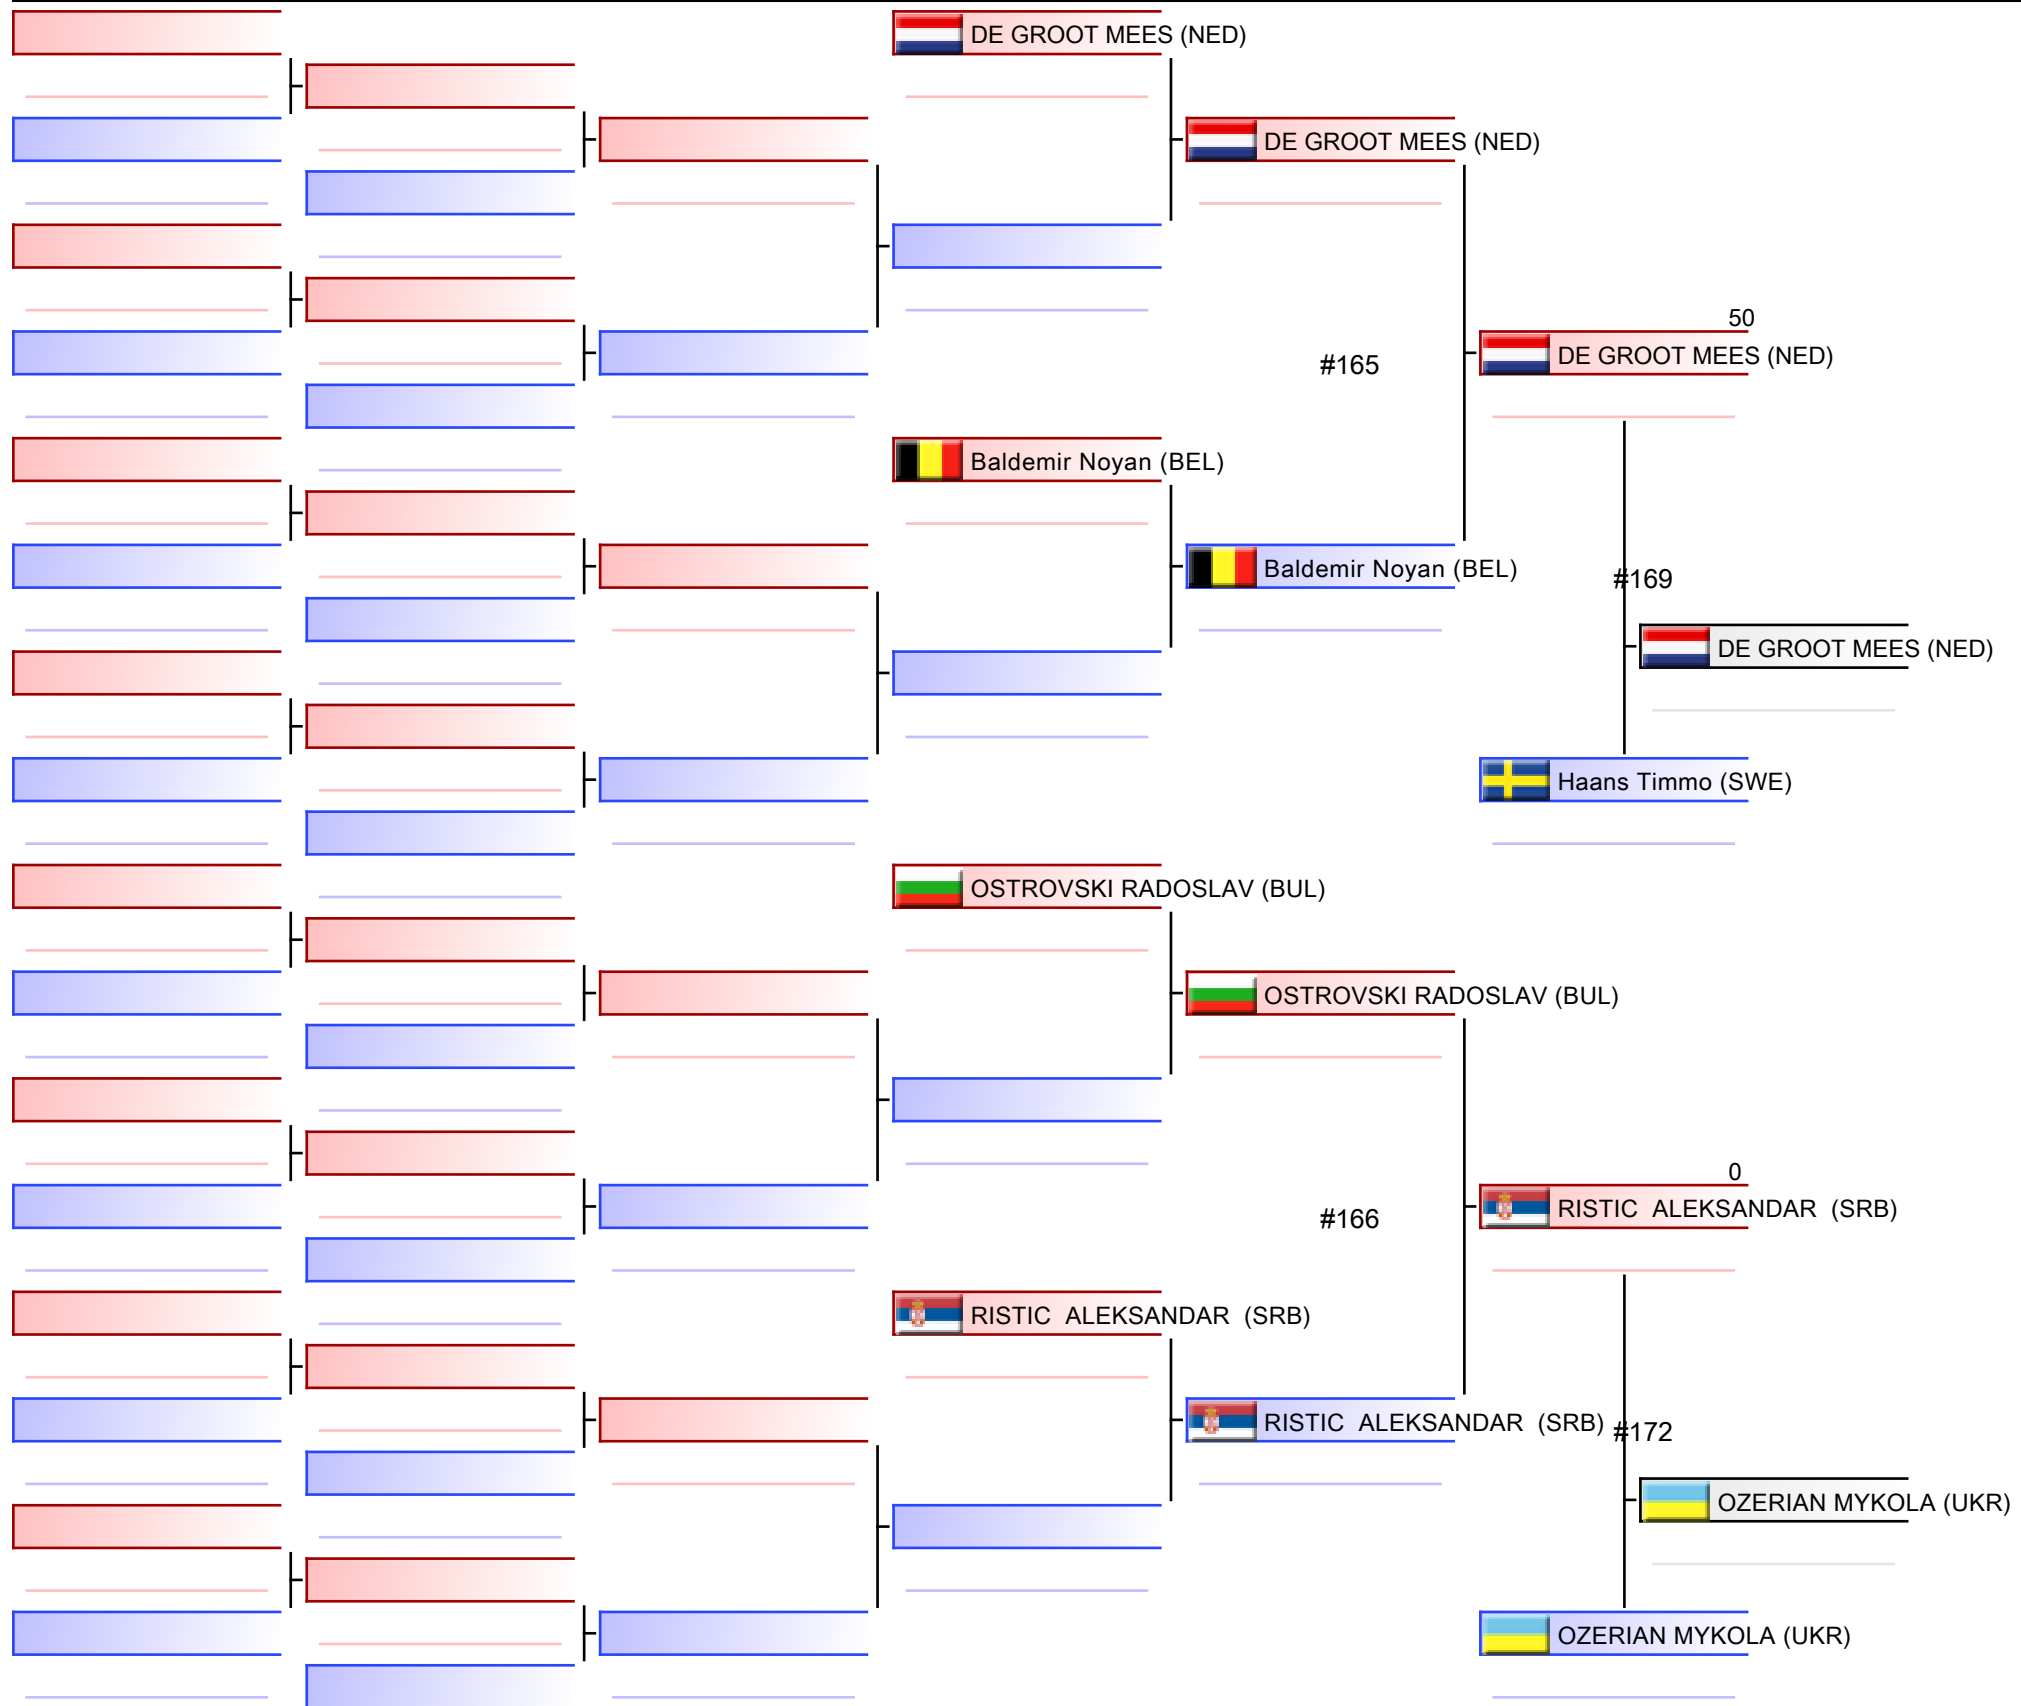 DE GROOT MEES (NED)
DE GROOT MEES (NED)
50
DE GROOT MEES (NED)
#165
Baldemir Noyan (BEL)
Baldemir Noyan (BEL)
#169
DE GROOT MEES (NED)
Haans Timmo (SWE)
OSTROVSKI RADOSLAV (BUL)
OSTROVSKI RADOSLAV (BUL)
0
RISTIC  ALEKSANDAR  (SRB)
#166
RISTIC  ALEKSANDAR  (SRB)
RISTIC  ALEKSANDAR  (SRB)
#172
OZERIAN MYKOLA (UKR)
OZERIAN MYKOLA (UKR)